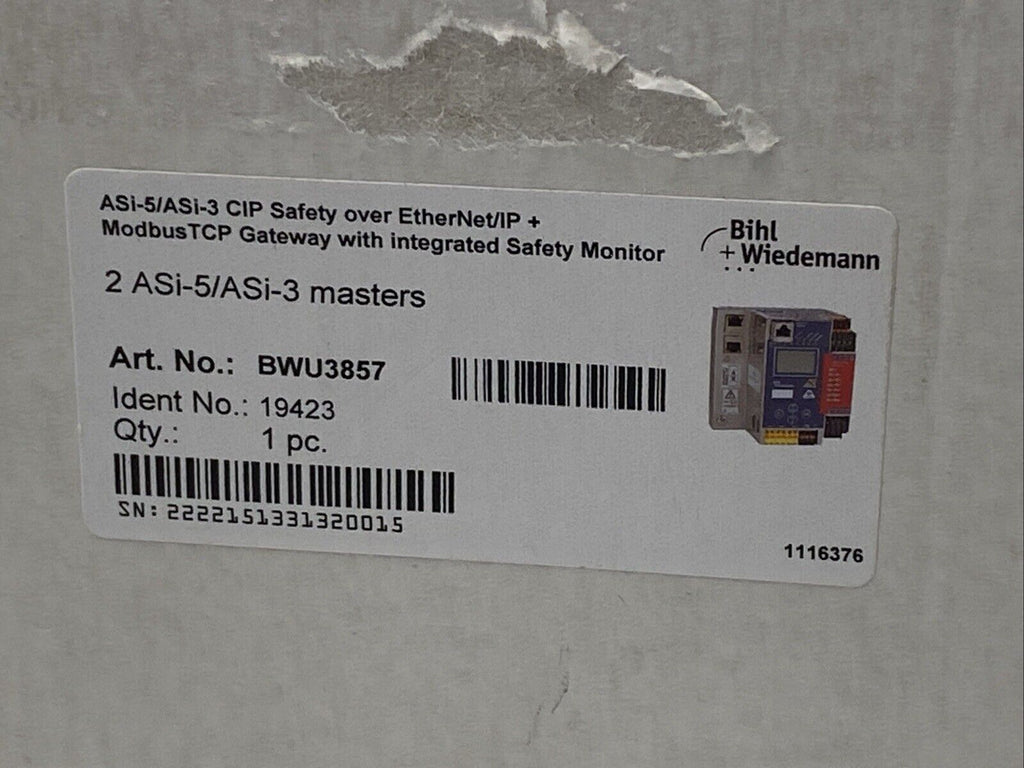 ASi-5/ASi-3 CIP Safety over EtherNet/IP +
ModbusTCP Gateway with integrated Safety Monitor
Bihl
+ Wiedemann
2 ASi-5/ASi-3 masters
Art. No.: BWU3857
Ident No.: 19423
Qty.: 1 pc.
SN: 2222151331320015
1116376